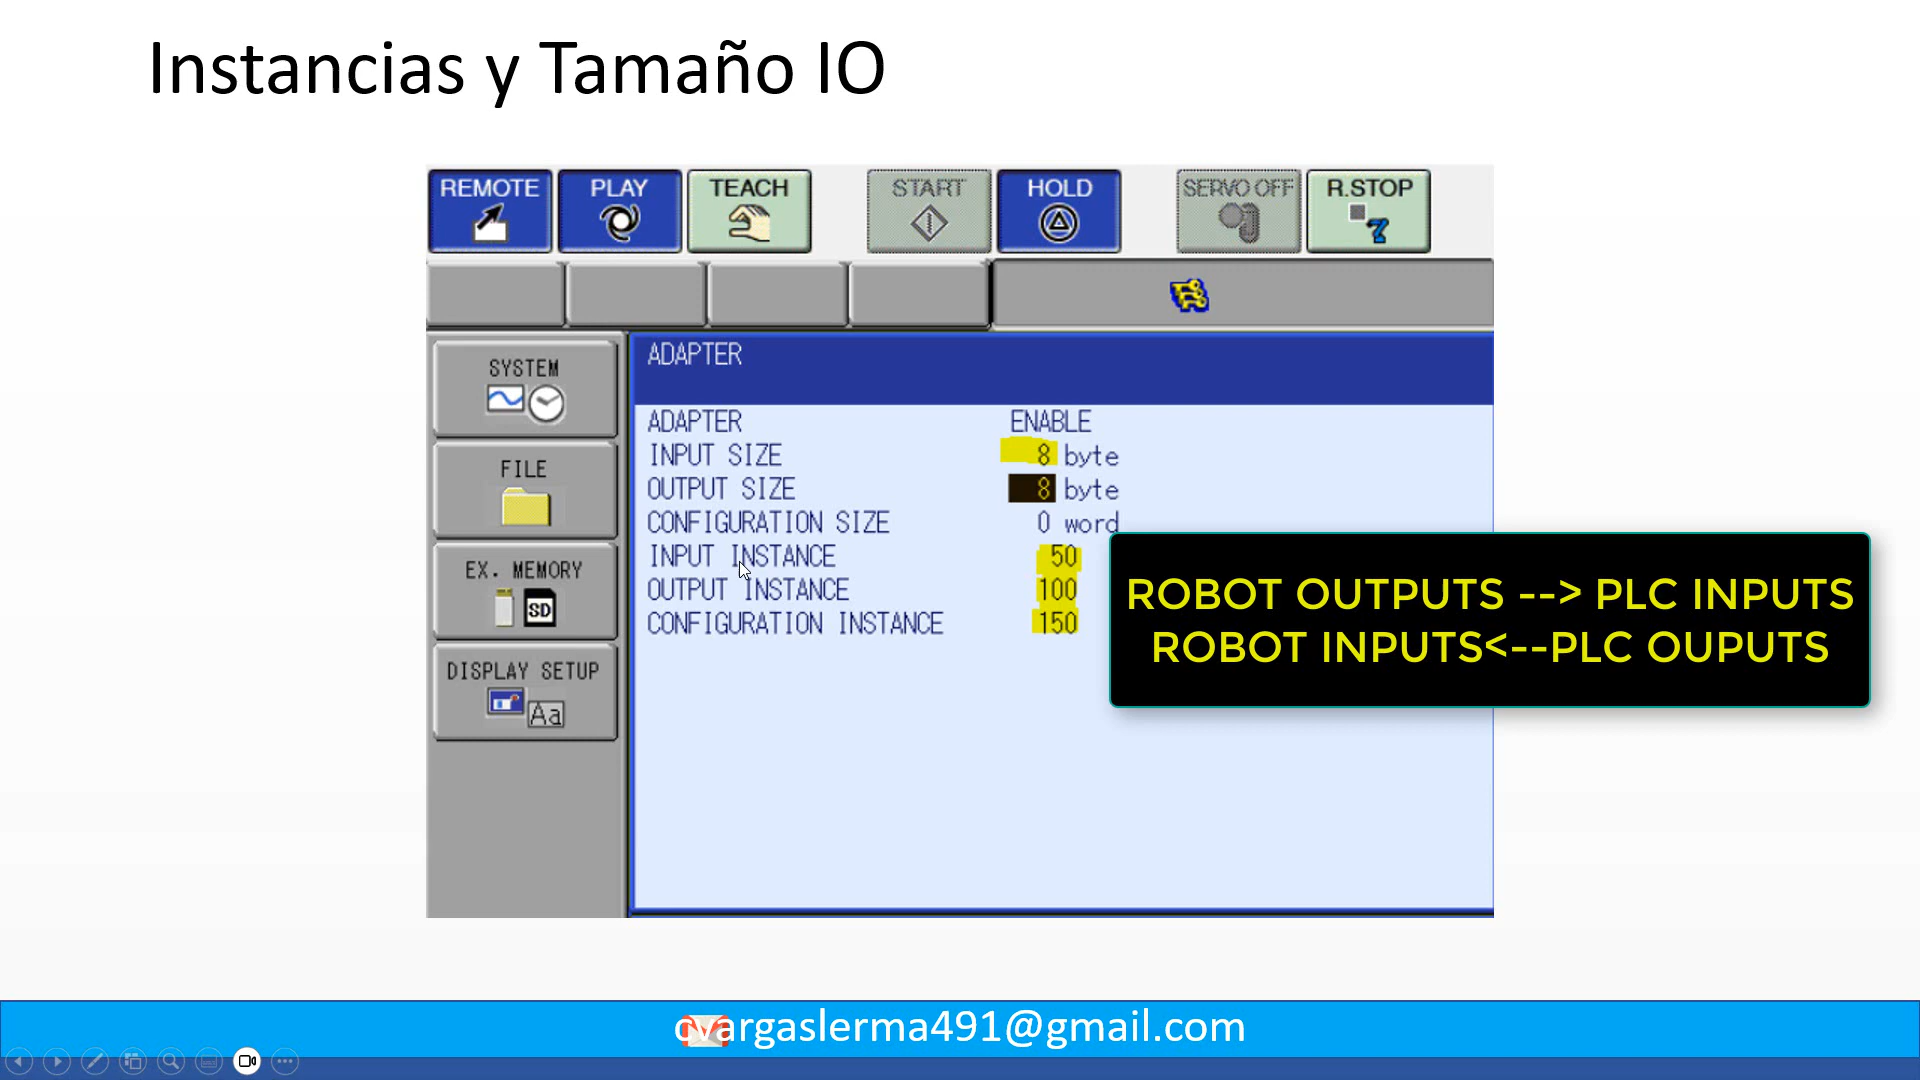 Instancias y Tamaño IO
REMOTE PLAY TEACH START HOLD SERVO OFF R.STOP
SYSTEM
FILE
EX. MEMORY
SD
DISPLAY SETUP
Aa
ADAPTER
ADAPTER ENABLE
INPUT SIZE 8 byte
OUTPUT SIZE 8 byte
CONFIGURATION SIZE 0 word
INPUT INSTANCE 50
OUTPUT INSTANCE 100
CONFIGURATION INSTANCE 150
ROBOT OUTPUTS --> PLC INPUTS
ROBOT INPUTS<--PLC OUPUTS
cvargaslerma491@gmail.com